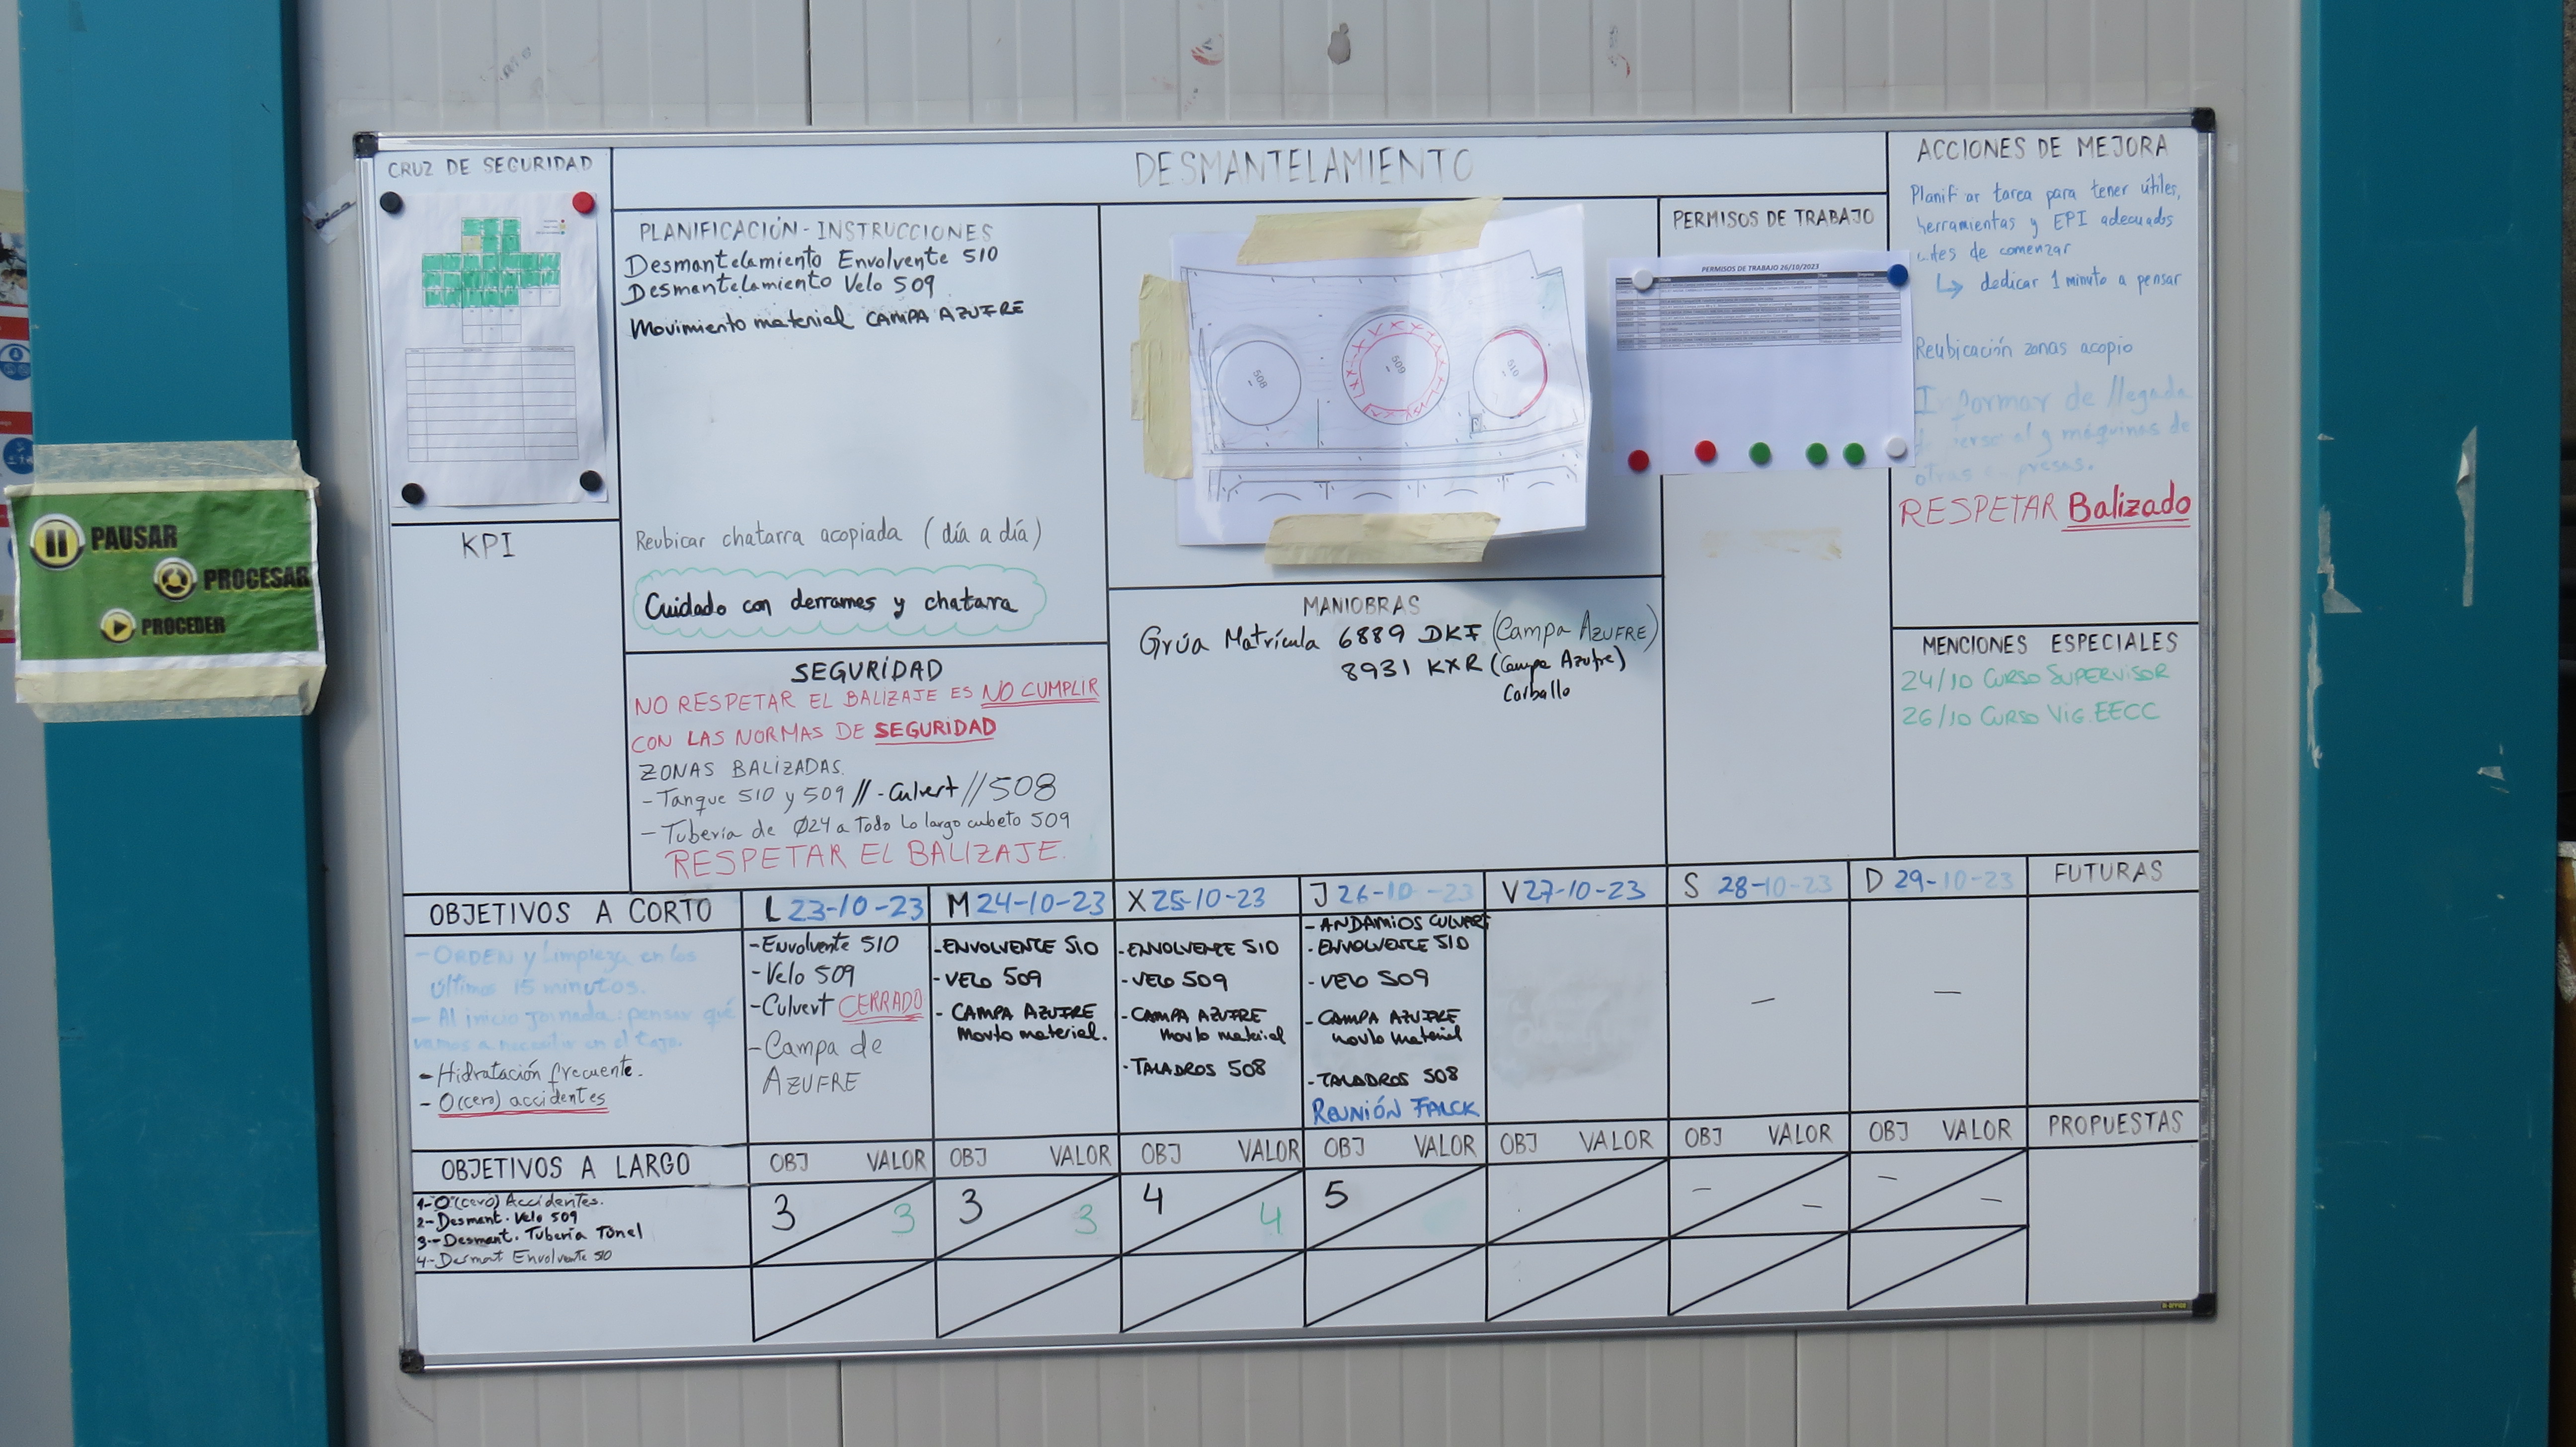 DESMANTELAMIENTO
CRUZ DE SEGURIDAD
KPI
PAUSAR
PROCESAR
PROCEDER
PLANIFICACIÓN - INSTRUCCIONES
Desmantelamiento Envolvente 510
Desmantelamiento Velo 509
Movimiento material CAMPA AZUFRE
Reubicar chatarra acopiada (día a día)
Cuidado con derrames y chatarra
SEGURIDAD
NO RESPETAR EL BALIZAJE ES NO CUMPLIR
CON LAS NORMAS DE SEGURIDAD
ZONAS BALIZADAS.
- Tanque 510 y 509 // - Culvert // 508
- Tubería de Ø24 a Todo Lo largo cubeto 509
RESPETAR EL BALIZAJE.
508
509
510
MANIOBRAS
Grúa Matrícula 6889 DKF (Campa AZUFRE)
8931 KXR (Campa Azufre)
Carballo
PERMISOS DE TRABAJO
PERMISOS DE TRABAJO 26/10/2023
ACCIONES DE MEJORA
Planif ar tarea para tener útiles,
herramientas y EPI adecuados
de comenzar
↳ dedicar 1 minuto a pensar
Reubicación zonas acopio
Informar de llegada
y máquinas de
otras
RESPETAR Balizado
MENCIONES ESPECIALES
24/10 CURSO SUPERVISOR
26/10 CURSO VIG. EECC
OBJETIVOS A CORTO
- ORDEN y Limpieza en los
últimos 15 minutos.
- Al inicio Jornada: pensar qué
vamos a necesitar en el Tajo.
- Hidratación frecuente.
- O(cero) accidentes
L 23-10-23
- Envolvente 510
- Velo 509
- Culvert CERRADO
- Campa de
AZUFRE
M 24-10-23
- ENVOLVENTE 510
- VELO 509
- CAMPA AZUFRE
Movto material.
X 25-10-23
- ENVOLVENTE 510
- VELO 509
- CAMPA AZUFRE
Movto material
- TALADROS 508
J 26-10-23
- ANDAMIOS CULVERT
- ENVOLVENTE 510
- VELO 509
- CAMPA AZUFRE
movto material
- TALADROS 508
REUNIÓN FALCK
V 27-10-23
S 28-10-23
-
D 29-10-23
-
FUTURAS
PROPUESTAS
OBJETIVOS A LARGO
1- O (cero) Accidentes.
2- Desmant. Velo 509
3- Desmant. Tubería Tonel
4- Desmant Envolvente 510
OBJ VALOR
3 3
OBJ VALOR
3 3
OBJ VALOR
4 4
OBJ VALOR
5
OBJ VALOR
OBJ VALOR
- -
OBJ VALOR
- -